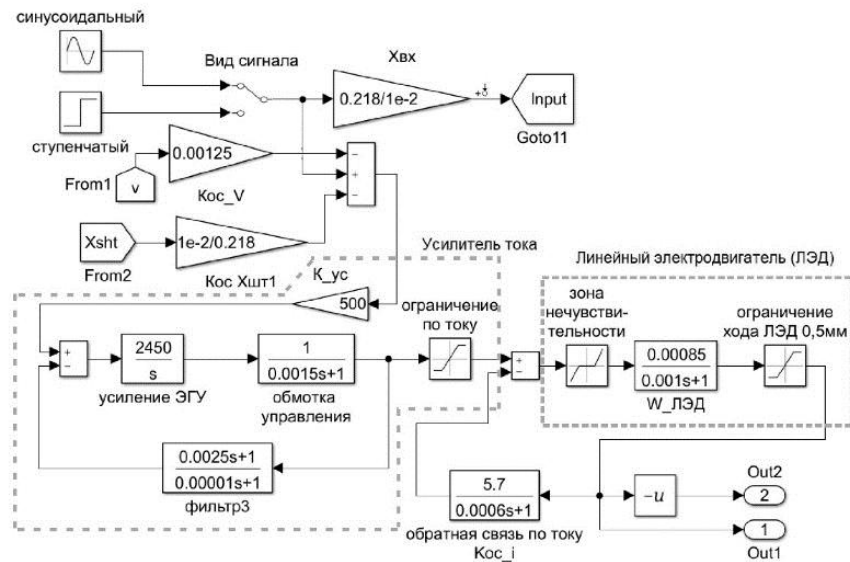 синусоидальный
Вид сигнала
Xвх
0.218/1e-2
Input
Goto11
ступенчатый
From1
v
0.00125
Кос_V
Xsht
From2
1e-2/0.218
Кос Xшт1
Усилитель тока
К_ус
500
ограничение
по току
2450
s
усиление ЭГУ
1
0.0015s+1
обмотка
управления
0.0025s+1
0.00001s+1
фильтр3
Линейный электродвигатель (ЛЭД)
зона
нечувстви-
тельности
0.00085
0.001s+1
W_ЛЭД
ограничение
хода ЛЭД 0,5мм
5.7
0.0006s+1
обратная связь по току
Koc_i
-u
Out2
2
1
Out1